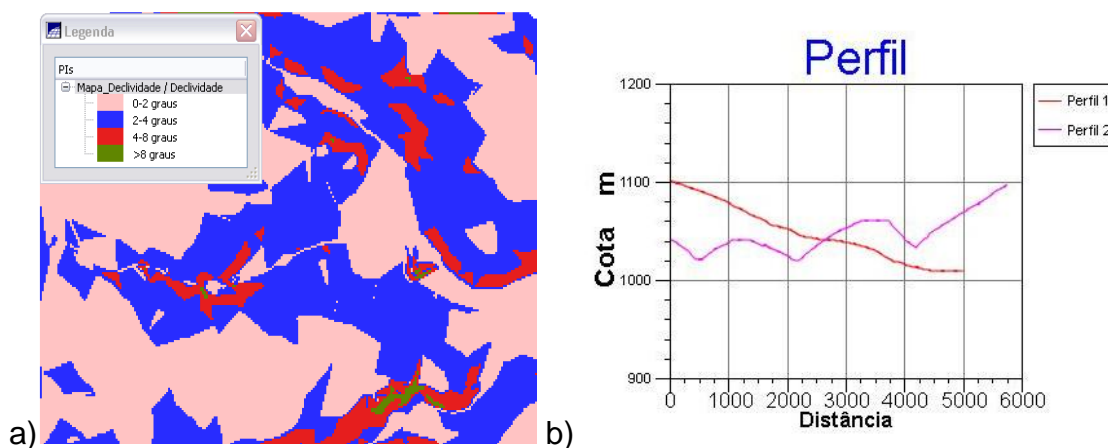 Legenda
PIs
Mapa_Declividade / Declividade
0-2 graus
2-4 graus
4-8 graus
>8 graus
a)
Perfil
1200
1100
1000
900
Cota m
0 1000 2000 3000 4000 5000 6000
Distância
Perfil 1
Perfil 2
b)